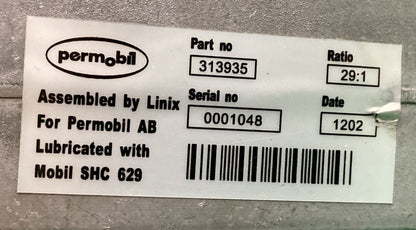 permobil
Assembled by Linix
For Permobil AB
Lubricated with
Mobil SHC 629
Part no
313935
Ratio
29:1
Serial no
0001048
Date
1202